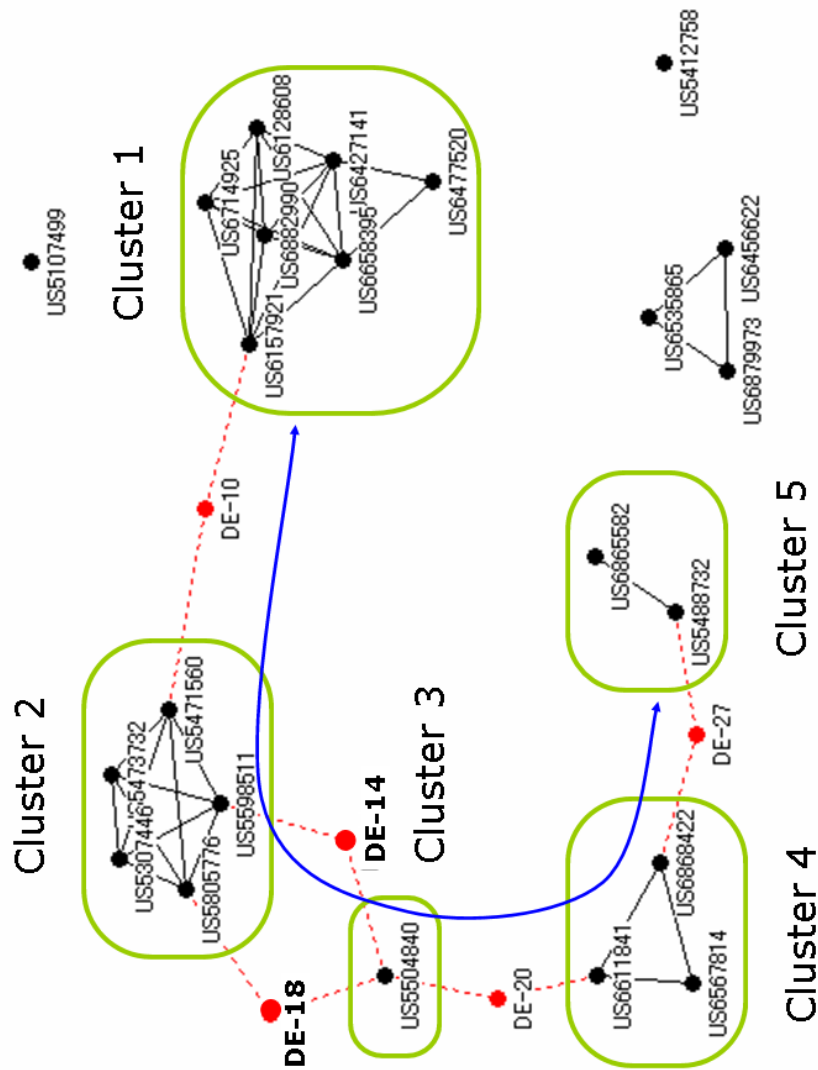 Cluster 2
US5107499
Cluster 1
US5473732
US5307446
US5471560
US5805776
US5598511
DE-10
US6714925
US6128608
US6882990
US6157921
US6427141
US6658395
US6477520
DE-18
DE-14
Cluster 3
US5504840
DE-20
US6611841
US6868422
US6567814
Cluster 4
DE-27
US6865582
US5488732
Cluster 5
US6535865
US6456622
US6879973
US5412758